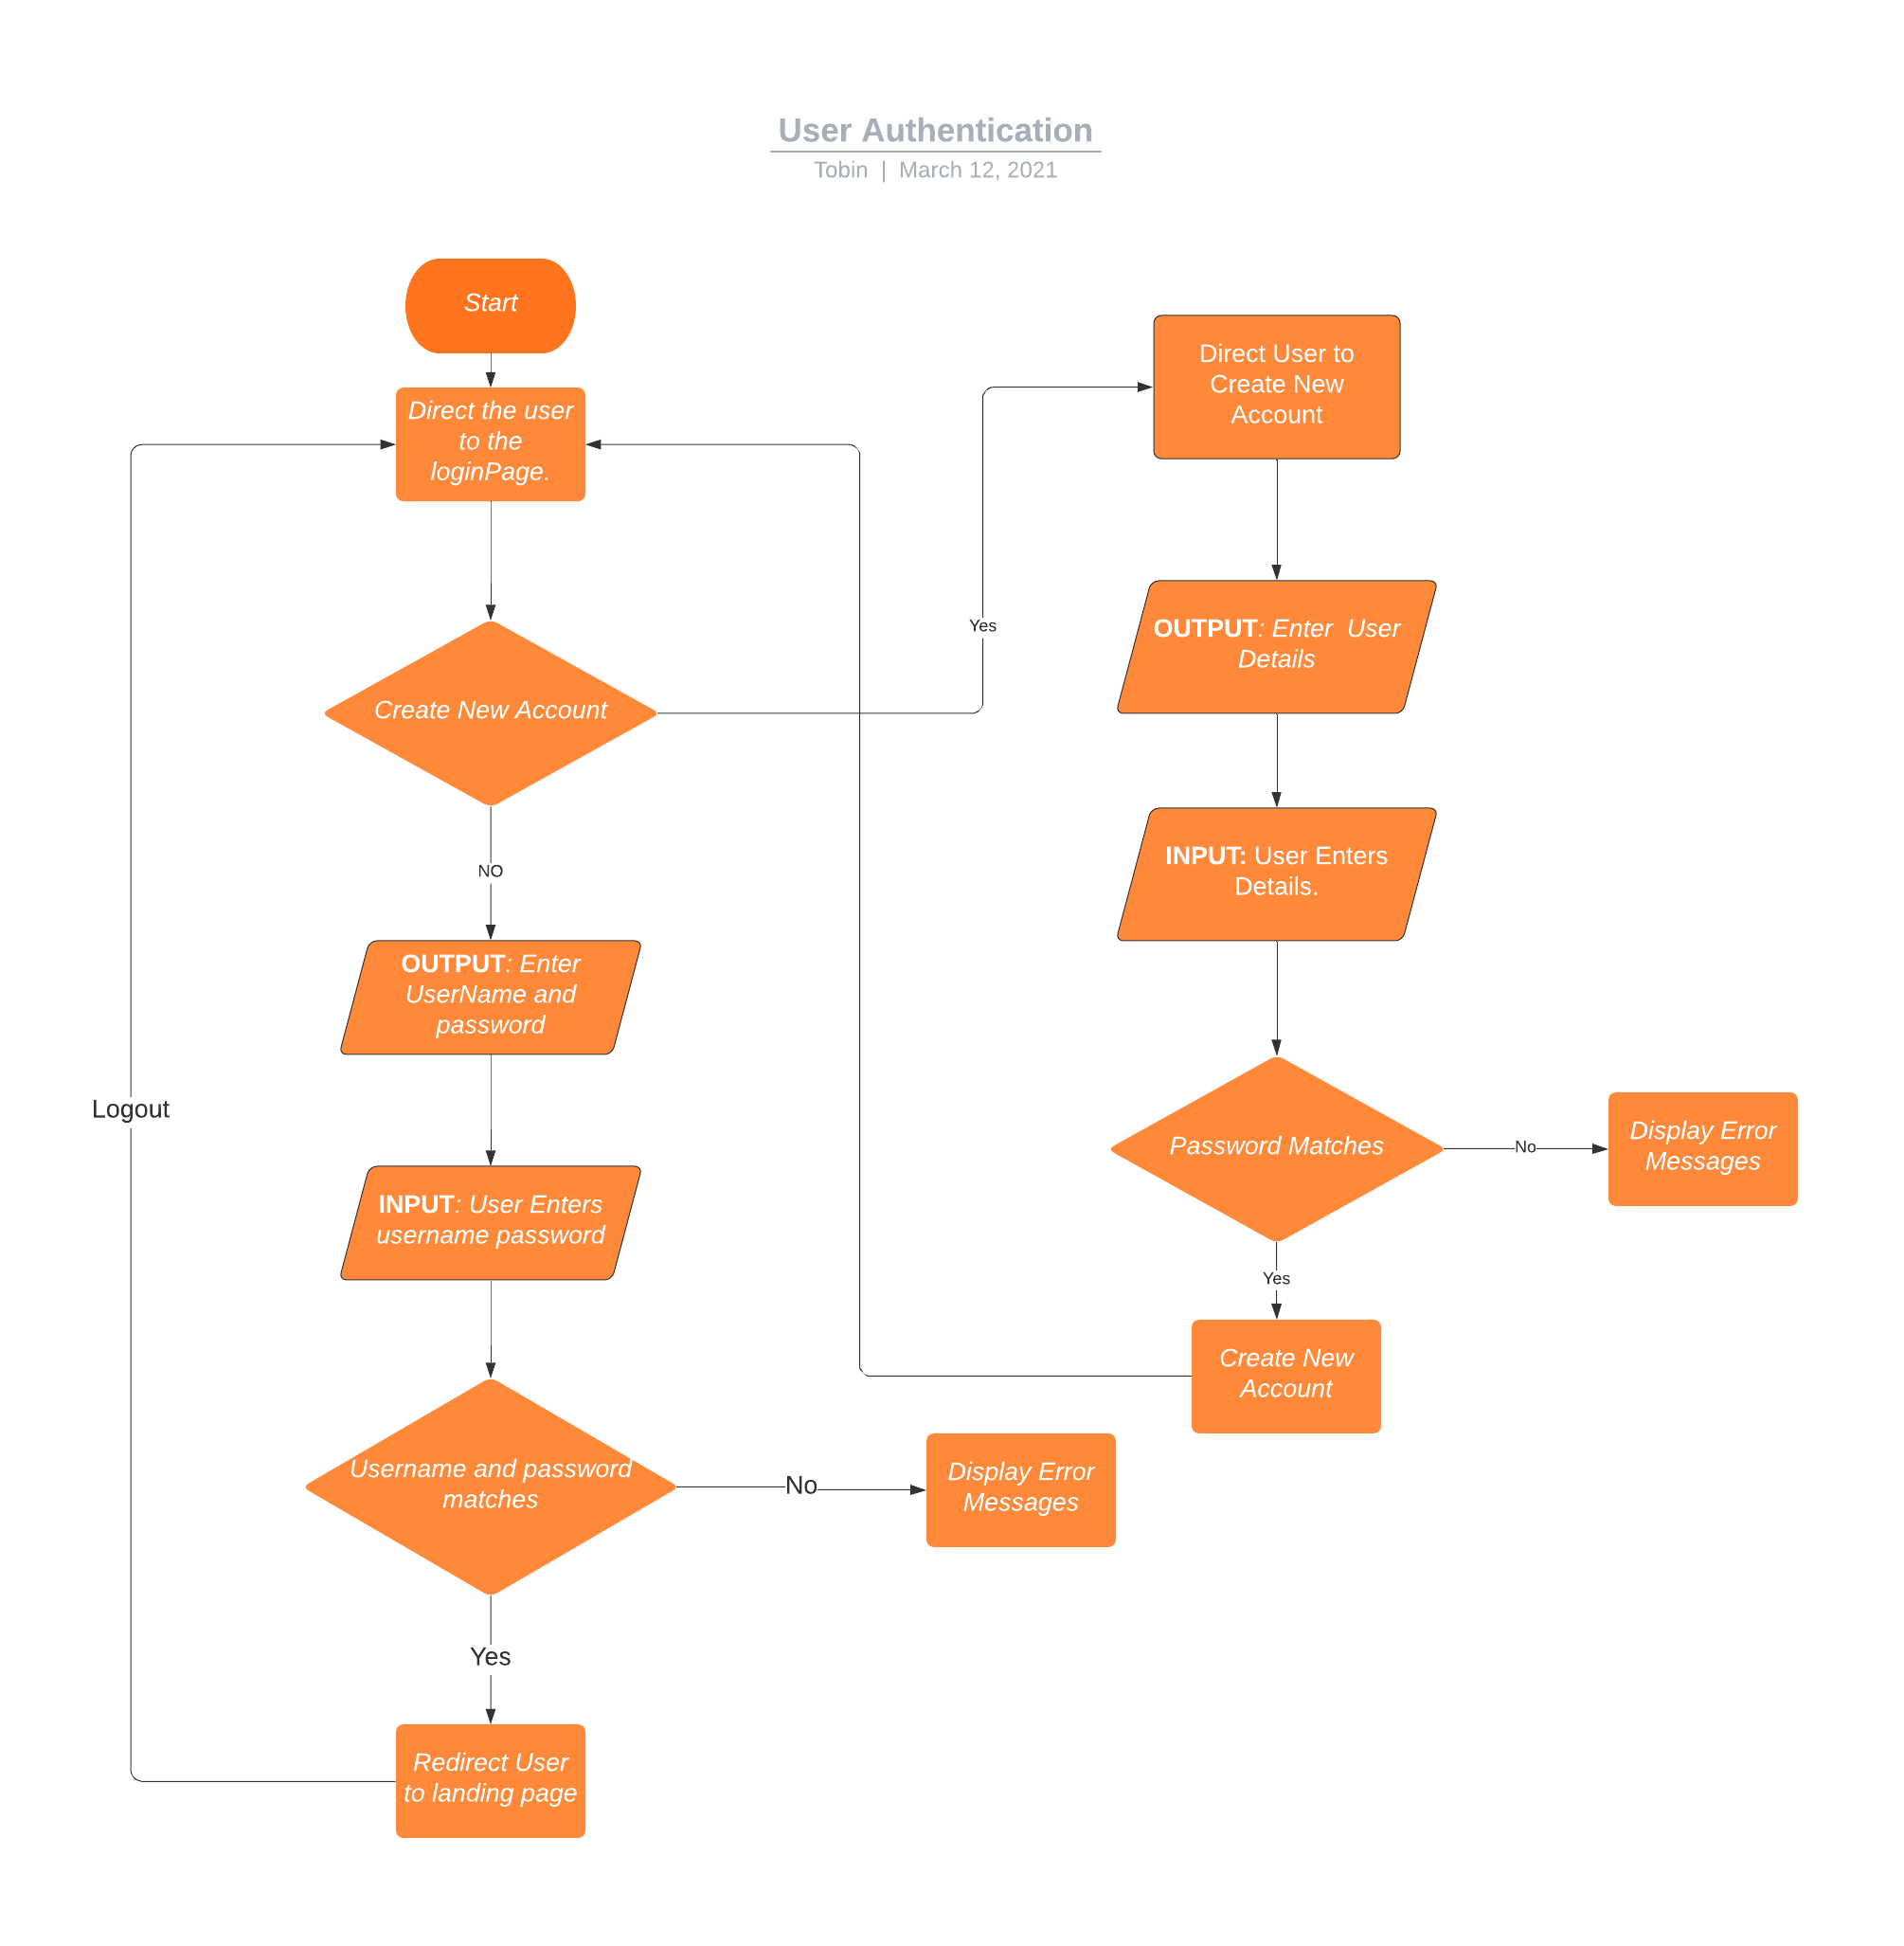 User Authentication
Tobin | March 12, 2021
Start
Direct the user
to the
loginPage.
Create New Account
NO
OUTPUT: Enter
UserName and
password
INPUT: User Enters
username password
Username and password
matches
No
Display Error
Messages
Yes
Redirect User
to landing page
Logout
Yes
Direct User to
Create New
Account
OUTPUT: Enter  User
Details
INPUT: User Enters
Details.
Password Matches
No
Display Error
Messages
Yes
Create New
Account